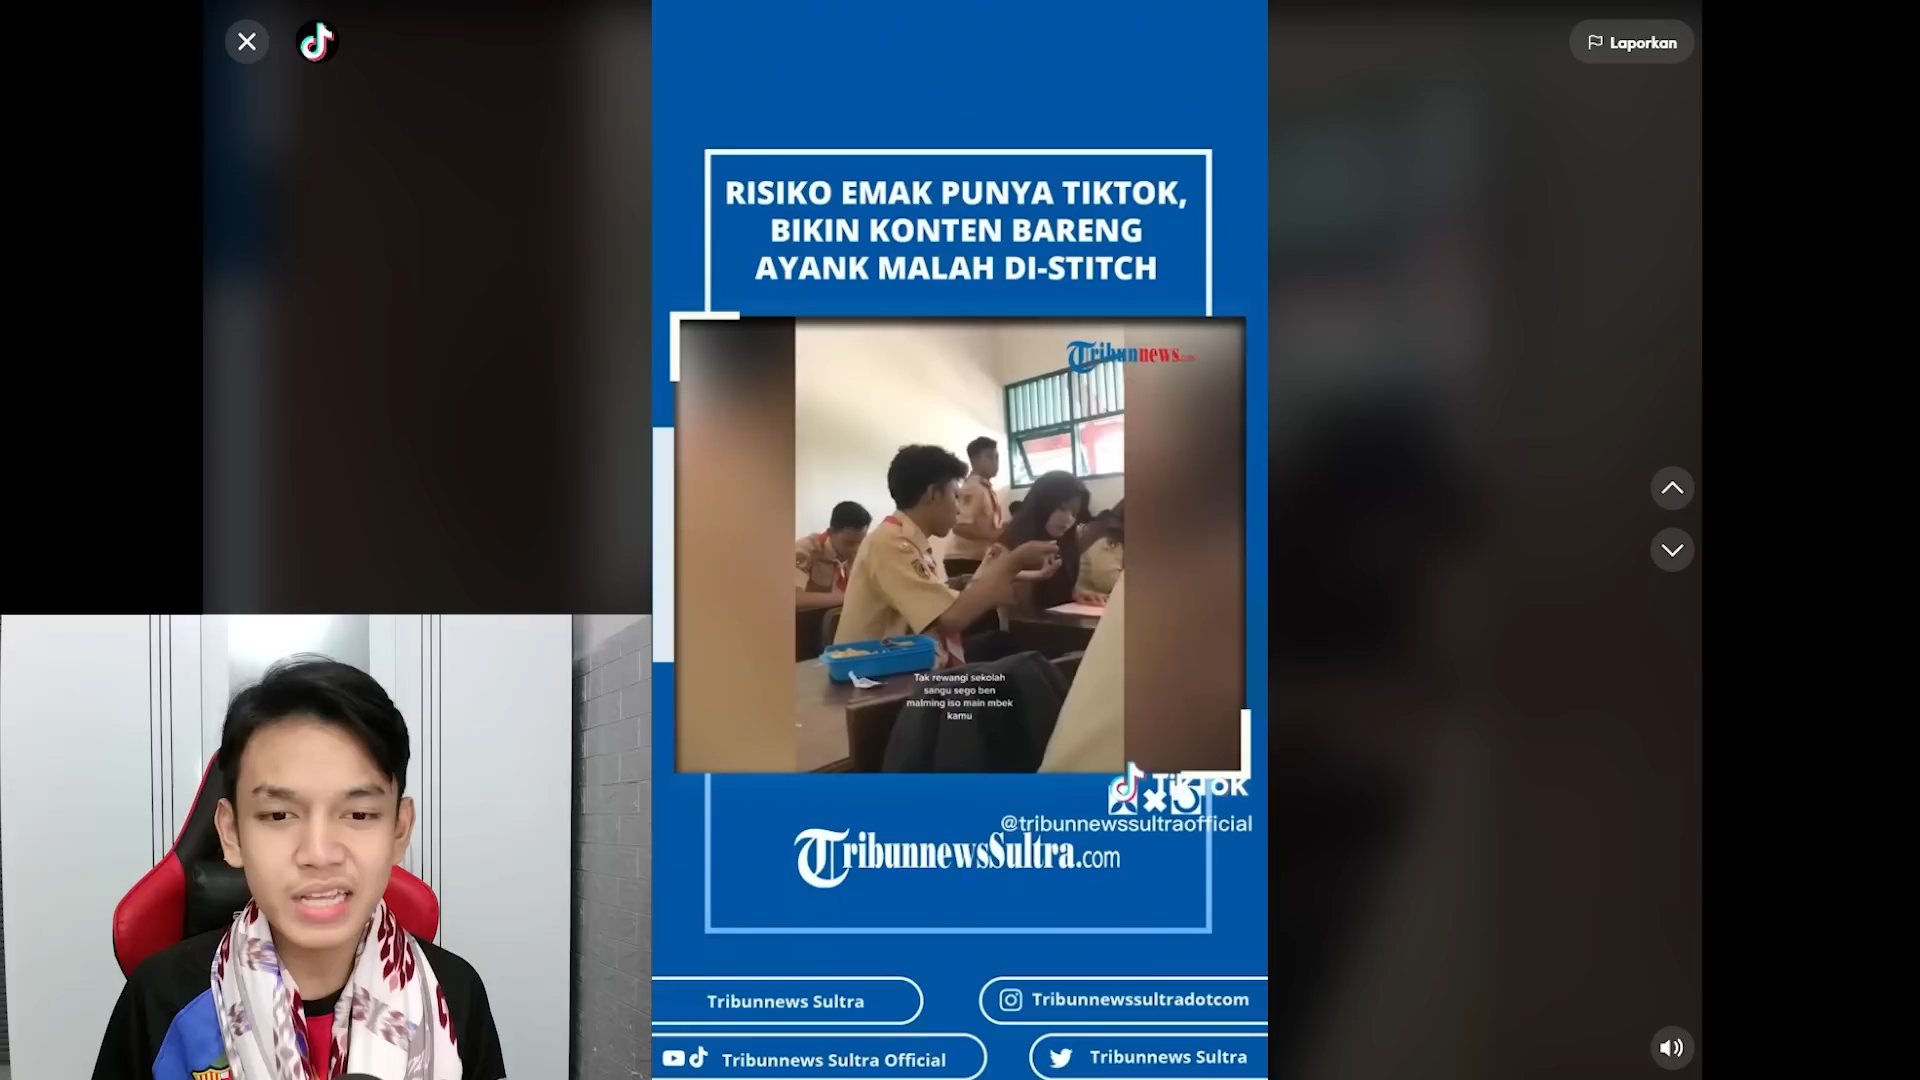 Laporkan
RISIKO EMAK PUNYA TIKTOK,
BIKIN KONTEN BARENG
AYANK MALAH DI-STITCH
Tribunnews.com
Tak rewangi sekolah
sangu sego ben
malming iso main mbek
kamu
TikTok
@tribunnewssultraofficial
TribunnewsSultra.com
Tribunnews Sultra
Tribunnewssultradotcom
Tribunnews Sultra Official
Tribunnews Sultra